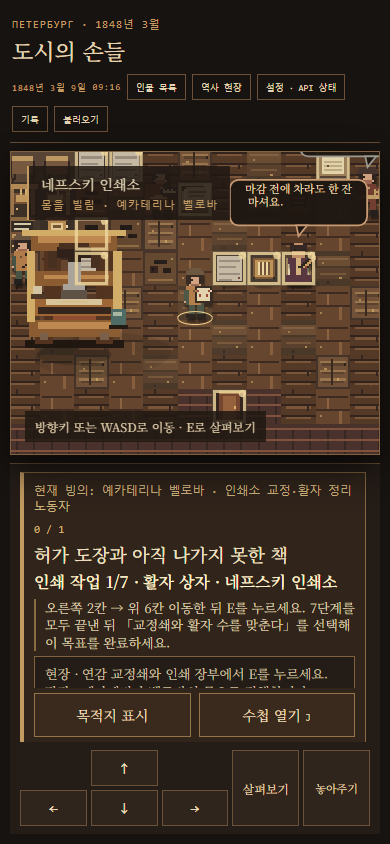 ПЕТЕРБУРГ · 1848년 3월
도시의 손들
1848년 3월 9일 09:16
인물 목록
역사 현장
설정 · API 상태
기록
불러오기
네프스키 인쇄소
몸을 빌림 · 예카테리나 벨로바
마감 전에 차라도 한 잔
마셔요.
방향키 또는 WASD로 이동 · E로 살펴보기
현재 빙의: 예카테리나 벨로바 · 인쇄소 교정·활자 정리
노동자
0 / 1
허가 도장과 아직 나가지 못한 책
인쇄 작업 1/7 · 활자 상자 · 네프스키 인쇄소
오른쪽 2칸 → 위 6칸 이동한 뒤 E를 누르세요. 7단계를
모두 끝낸 뒤 「교정쇄와 활자 수를 맞춘다」를 선택해
이 목표를 완료하세요.
현장 · 연감 교정쇄와 인쇄 장부에서 E를 누르세요.
목적지 표시
수첩 열기 J
↑
← ↓ →
살펴보기
놓아주기